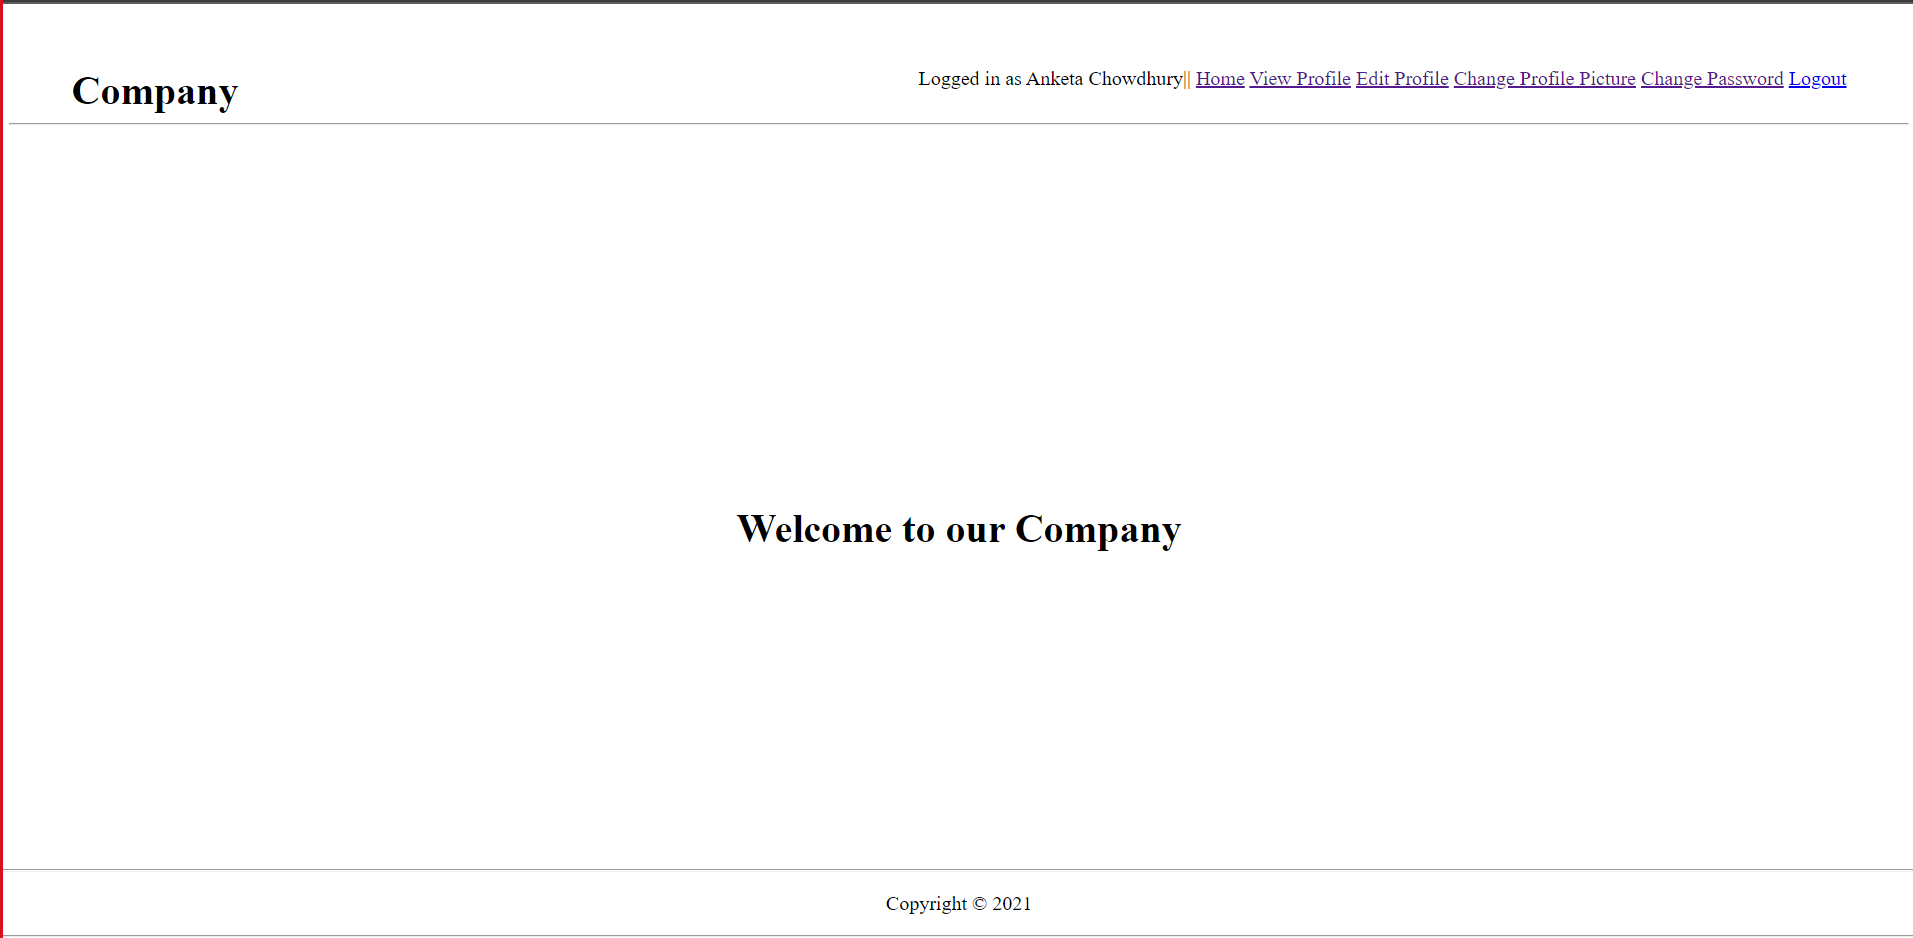 Company
Logged in as Anketa Chowdhury|| Home View Profile Edit Profile Change Profile Picture Change Password Logout
Welcome to our Company
Copyright © 2021